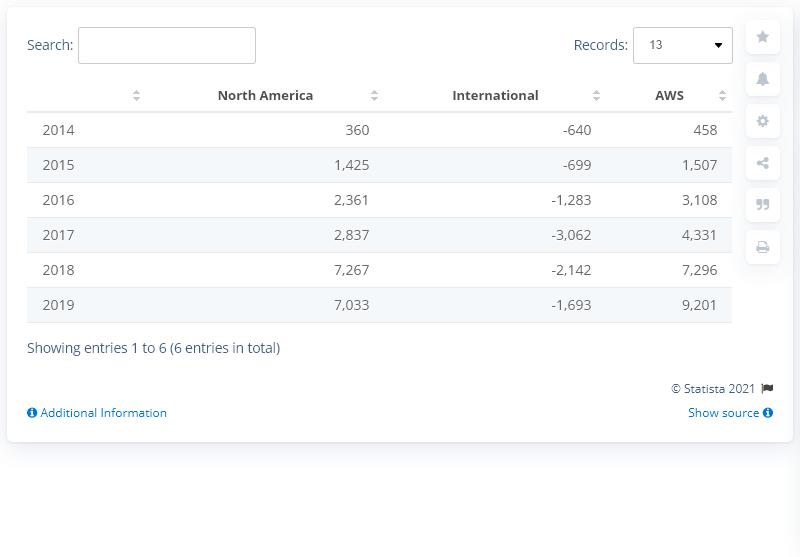 Search: Records: 13
North America International AWS
2014 360 -640 458
2015 1,425 -699 1,507
2016 2,361 -1,283 3,108
2017 2,837 -3,062 4,331
2018 7,267 -2,142 7,296
2019 7,033 -1,693 9,201
Showing entries 1 to 6 (6 entries in total)
© Statista 2021
Additional Information Show source